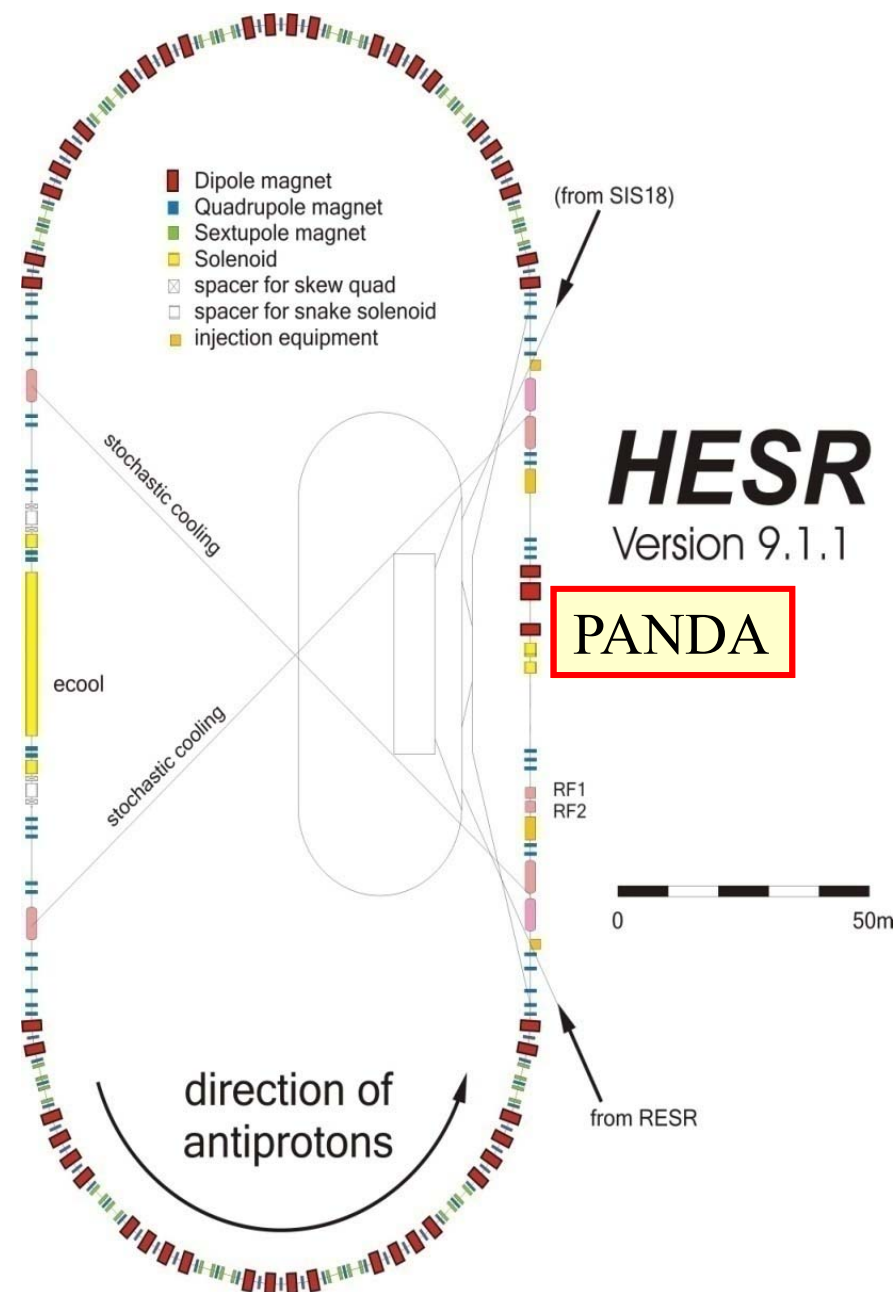 Dipole magnet
Quadrupole magnet
Sextupole magnet
Solenoid
spacer for skew quad
spacer for snake solenoid
injection equipment
(from SIS18)
HESR
Version 9.1.1
stochastic cooling
PANDA
ecool
stochastic cooling
RF1
RF2
0 50m
direction of
antiprotons
from RESR